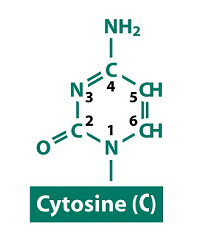 NH₂
C
N 3 4 5 CH
2 1 6
O C N CH
Cytosine (C)